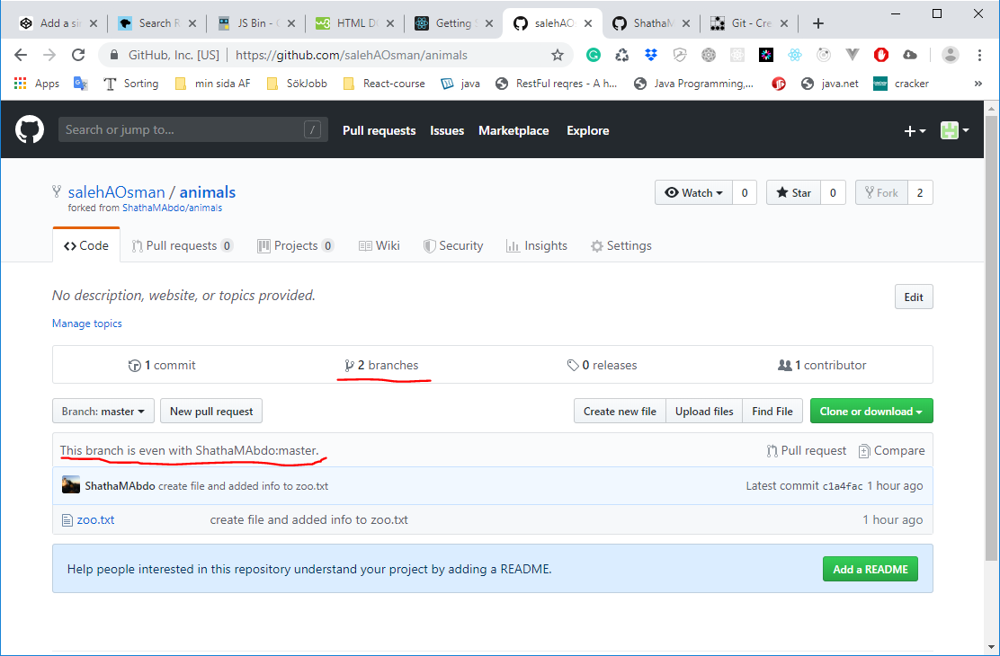 Add a sin
Search R
JS Bin - C
HTML D
Getting S
salehAOs
ShathaM
Git - Cre
GitHub, Inc. [US] | https://github.com/salehAOsman/animals
Apps Sorting min sida AF SökJobb React-course java RestFul reqres - A h... Java Programming,... java.net cracker »
Search or jump to... / Pull requests Issues Marketplace Explore
salehAOsman / animals Watch 0 Star 0 Fork 2
forked from ShathaMAbdo/animals
Code Pull requests 0 Projects 0 Wiki Security Insights Settings
No description, website, or topics provided. Edit
Manage topics
1 commit 2 branches 0 releases 1 contributor
Branch: master New pull request Create new file Upload files Find File Clone or download
This branch is even with ShathaMAbdo:master. Pull request Compare
ShathaMAbdo create file and added info to zoo.txt Latest commit c1a4fac 1 hour ago
zoo.txt create file and added info to zoo.txt 1 hour ago
Help people interested in this repository understand your project by adding a README. Add a README